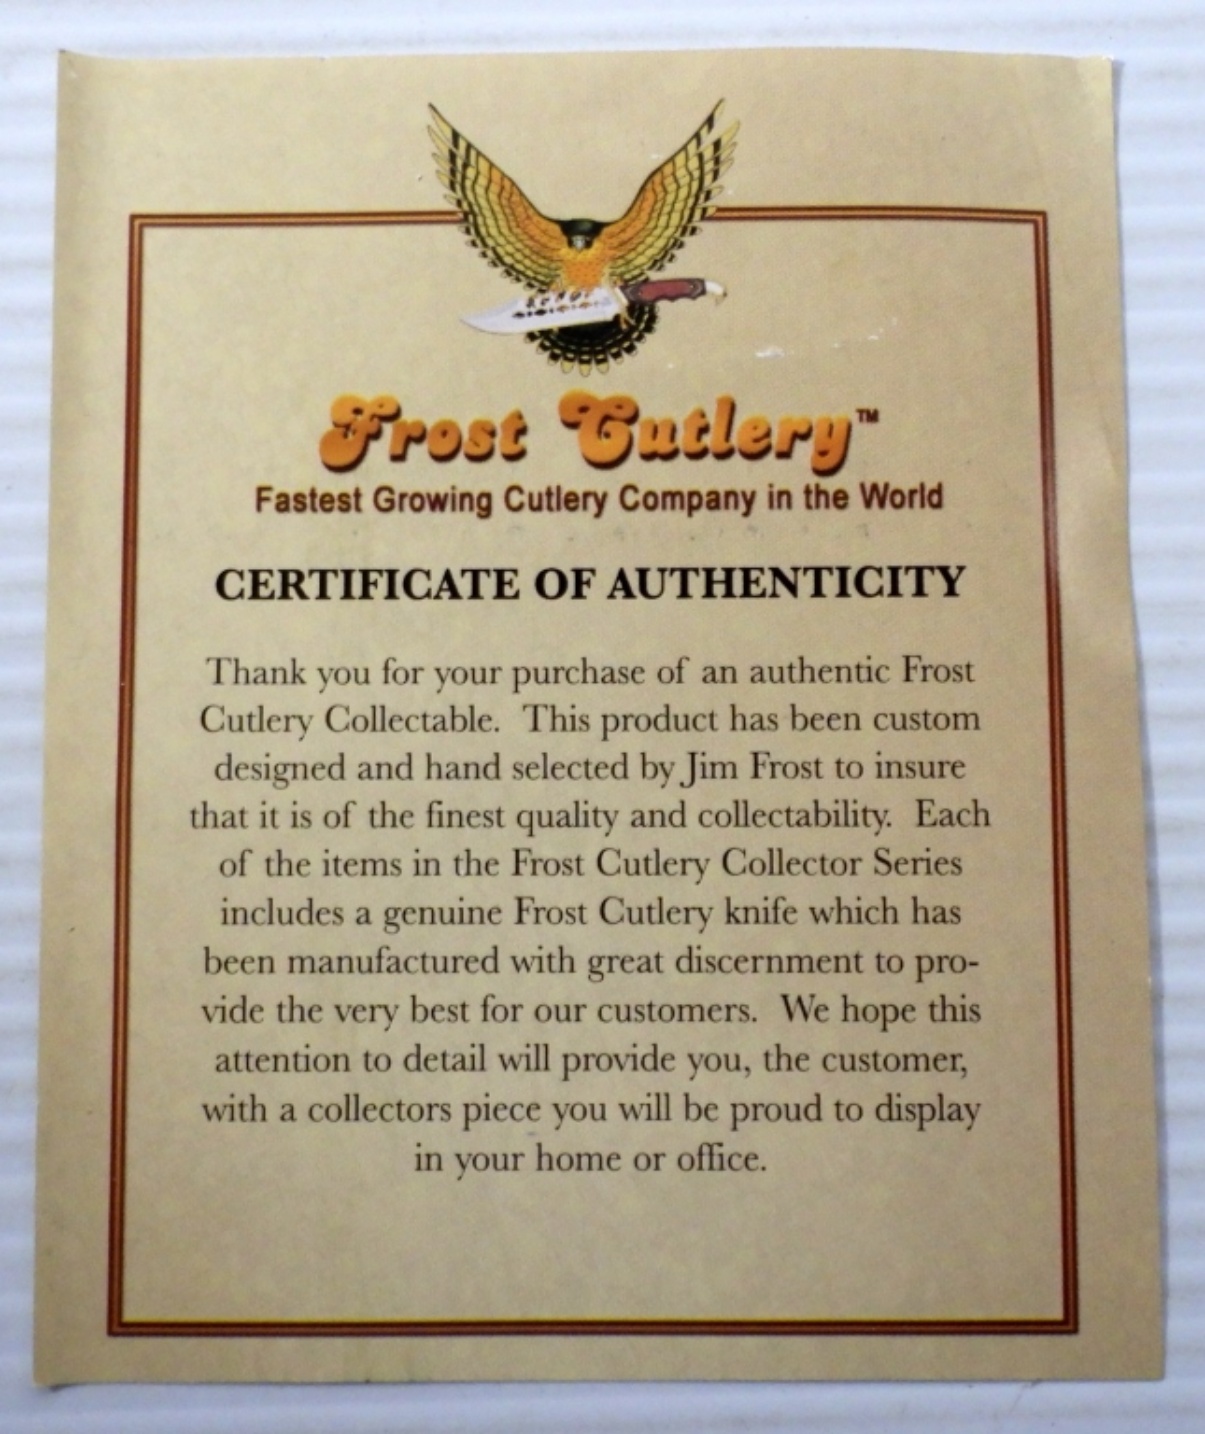 Frost Cutlery™
Fastest Growing Cutlery Company in the World
CERTIFICATE OF AUTHENTICITY
Thank you for your purchase of an authentic Frost
Cutlery Collectable. This product has been custom
designed and hand selected by Jim Frost to insure
that it is of the finest quality and collectability. Each
of the items in the Frost Cutlery Collector Series
includes a genuine Frost Cutlery knife which has
been manufactured with great discernment to pro-
vide the very best for our customers. We hope this
attention to detail will provide you, the customer,
with a collectors piece you will be proud to display
in your home or office.